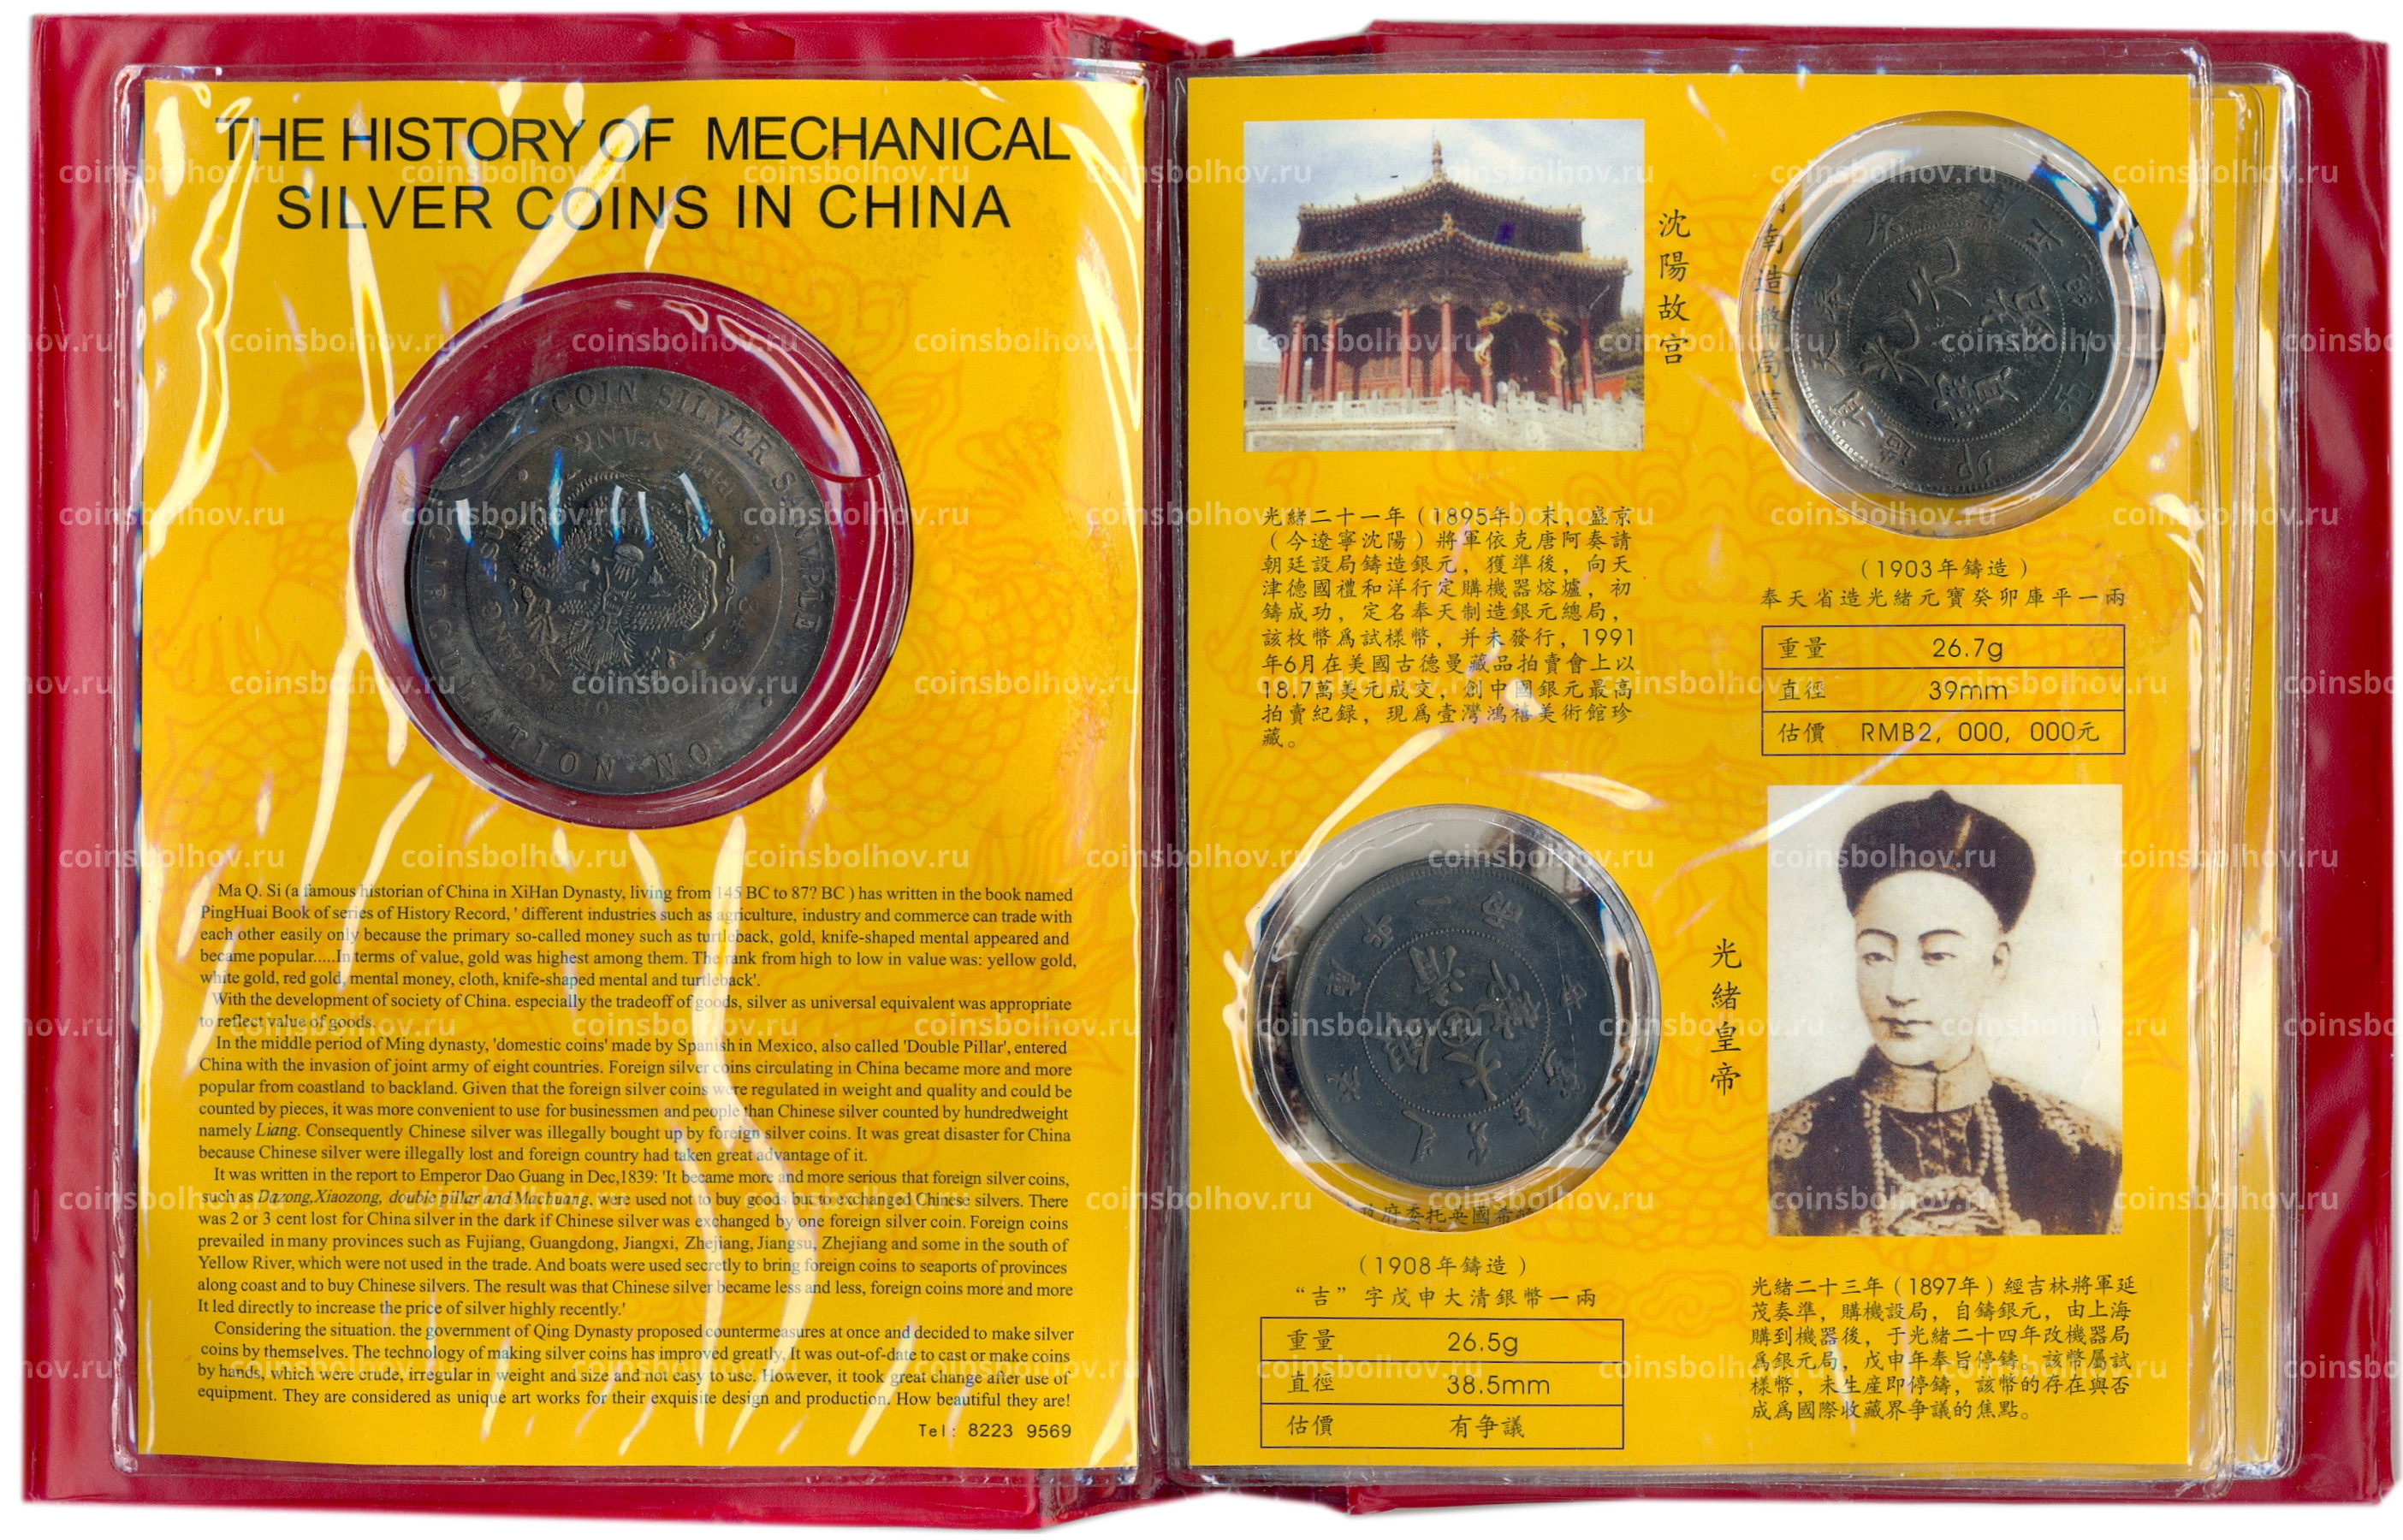 THE HISTORY OF MECHANICAL
SILVER COINS IN CHINA
COIN SILVER SAMPLE
CIRCULATION NO
Ma Q. Si (a famous historian of China in XiHan Dynasty, living from 145 BC to 87? BC ) has written in the book named
PingHuai Book of series of History Record, ' different industries such as agriculture, industry and commerce can trade with
each other easily only because the primary so-called money such as turtleback, gold, knife-shaped mental appeared and
became popular.....In terms of value, gold was highest among them. The rank from high to low in value was: yellow gold,
white gold, red gold, mental money, cloth, knife-shaped mental and turtleback'.
With the development of society of China. especially the tradeoff of goods, silver as universal equivalent was appropriate
to reflect value of goods.
In the middle period of Ming dynasty, 'domestic coins' made by Spanish in Mexico, also called 'Double Pillar', entered
China with the invasion of joint army of eight countries. Foreign silver coins circulating in China became more and more
popular from coastland to backland. Given that the foreign silver coins were regulated in weight and quality and could be
counted by pieces, it was more convenient to use for businessmen and people than Chinese silver counted by hundredweight
namely Liang. Consequently Chinese silver was illegally bought up by foreign silver coins. It was great disaster for China
because Chinese silver were illegally lost and foreign country had taken great advantage of it.
It was written in the report to Emperor Dao Guang in Dec,1839: 'It became more and more serious that foreign silver coins,
such as Dazong,Xiaozong, double pillar and Machuang. were used not to buy goods but to exchanged Chinese silvers. There
was 2 or 3 cent lost for China silver in the dark if Chinese silver was exchanged by one foreign silver coin. Foreign coins
prevailed in many provinces such as Fujiang, Guangdong, Jiangxi, Zhejiang, Jiangsu, Zhejiang and some in the south of
Yellow River, which were not used in the trade. And boats were used secretly to bring foreign coins to seaports of provinces
along coast and to buy Chinese silvers. The result was that Chinese silver became less and less, foreign coins more and more
It led directly to increase the price of silver highly recently.'
Considering the situation. the government of Qing Dynasty proposed countermeasures at once and decided to make silver
coins by themselves. The technology of making silver coins has improved greatly, It was out-of-date to cast or make coins
by hands, which were crude, irregular in weight and size and not easy to use. However, it took great change after use of
equipment. They are considered as unique art works for their exquisite design and production. How beautiful they are!
Tel: 8223 9569
沈陽故宮
光緒二十一年（1895年）末，盛京
（今遼寧沈陽）將軍依克唐阿奏請
朝廷設局鑄造銀元，獲準後，向天
津德國禮和洋行定購機器熔爐，初
鑄成功，定名奉天制造銀元總局，
該枚幣爲試樣幣，并未發行，1991
年6月在美國古德曼藏品拍賣會上以
18.7萬美元成交，創中國銀元最高
拍賣紀録，現爲臺灣鴻禧美術館珍
藏。
南造幣局
（1903年鑄造）
奉天省造光緒元寶癸卯庫平一兩
重量 26.7g
直徑 39mm
估價 RMB2，000，000元
府委托英國
（1908年鑄造）
“吉”字戊申大清銀幣一兩
重量 26.5g
直徑 38.5mm
估價 有争議
光緒皇帝
光緒二十三年（1897年）經吉林將軍延
茂奏準，購機設局，自鑄銀元，由上海
購到機器後，于光緒二十四年改機器局
爲銀元局，戊申年奉旨停鑄。該幣屬試
樣幣，未生産即停鑄，該幣的存在與否
成爲國際收藏界争議的焦點。
coinsbolhov.ru